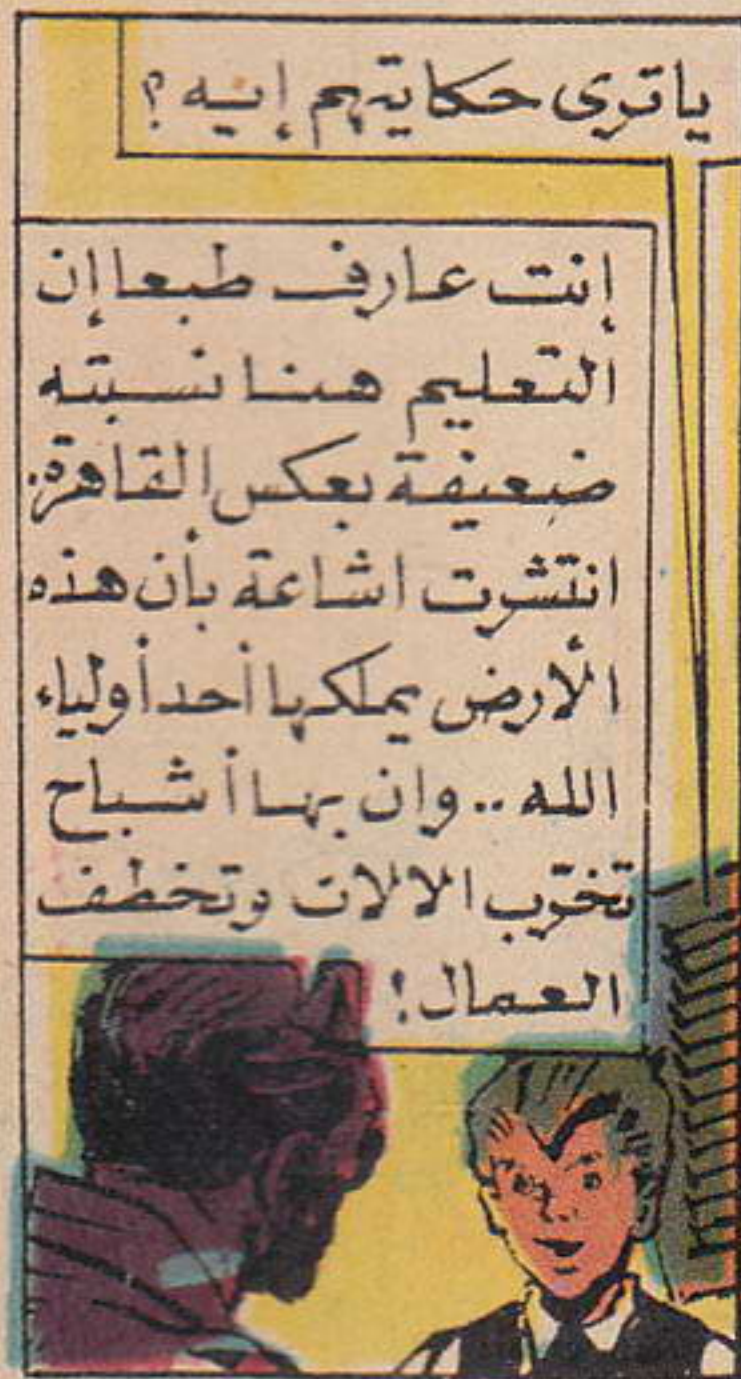 ياترى حكايتهم إيه؟
إنت عارف طبعا إن
التعليم هنا نسبته
ضعيفة بعكس القاهرة.
انتشرت اشاعة بأن هذه
الأرض يملكها أحد أولياء
الله .. وان بها أشباح
تخرّب الالات وتخطف
العمال!